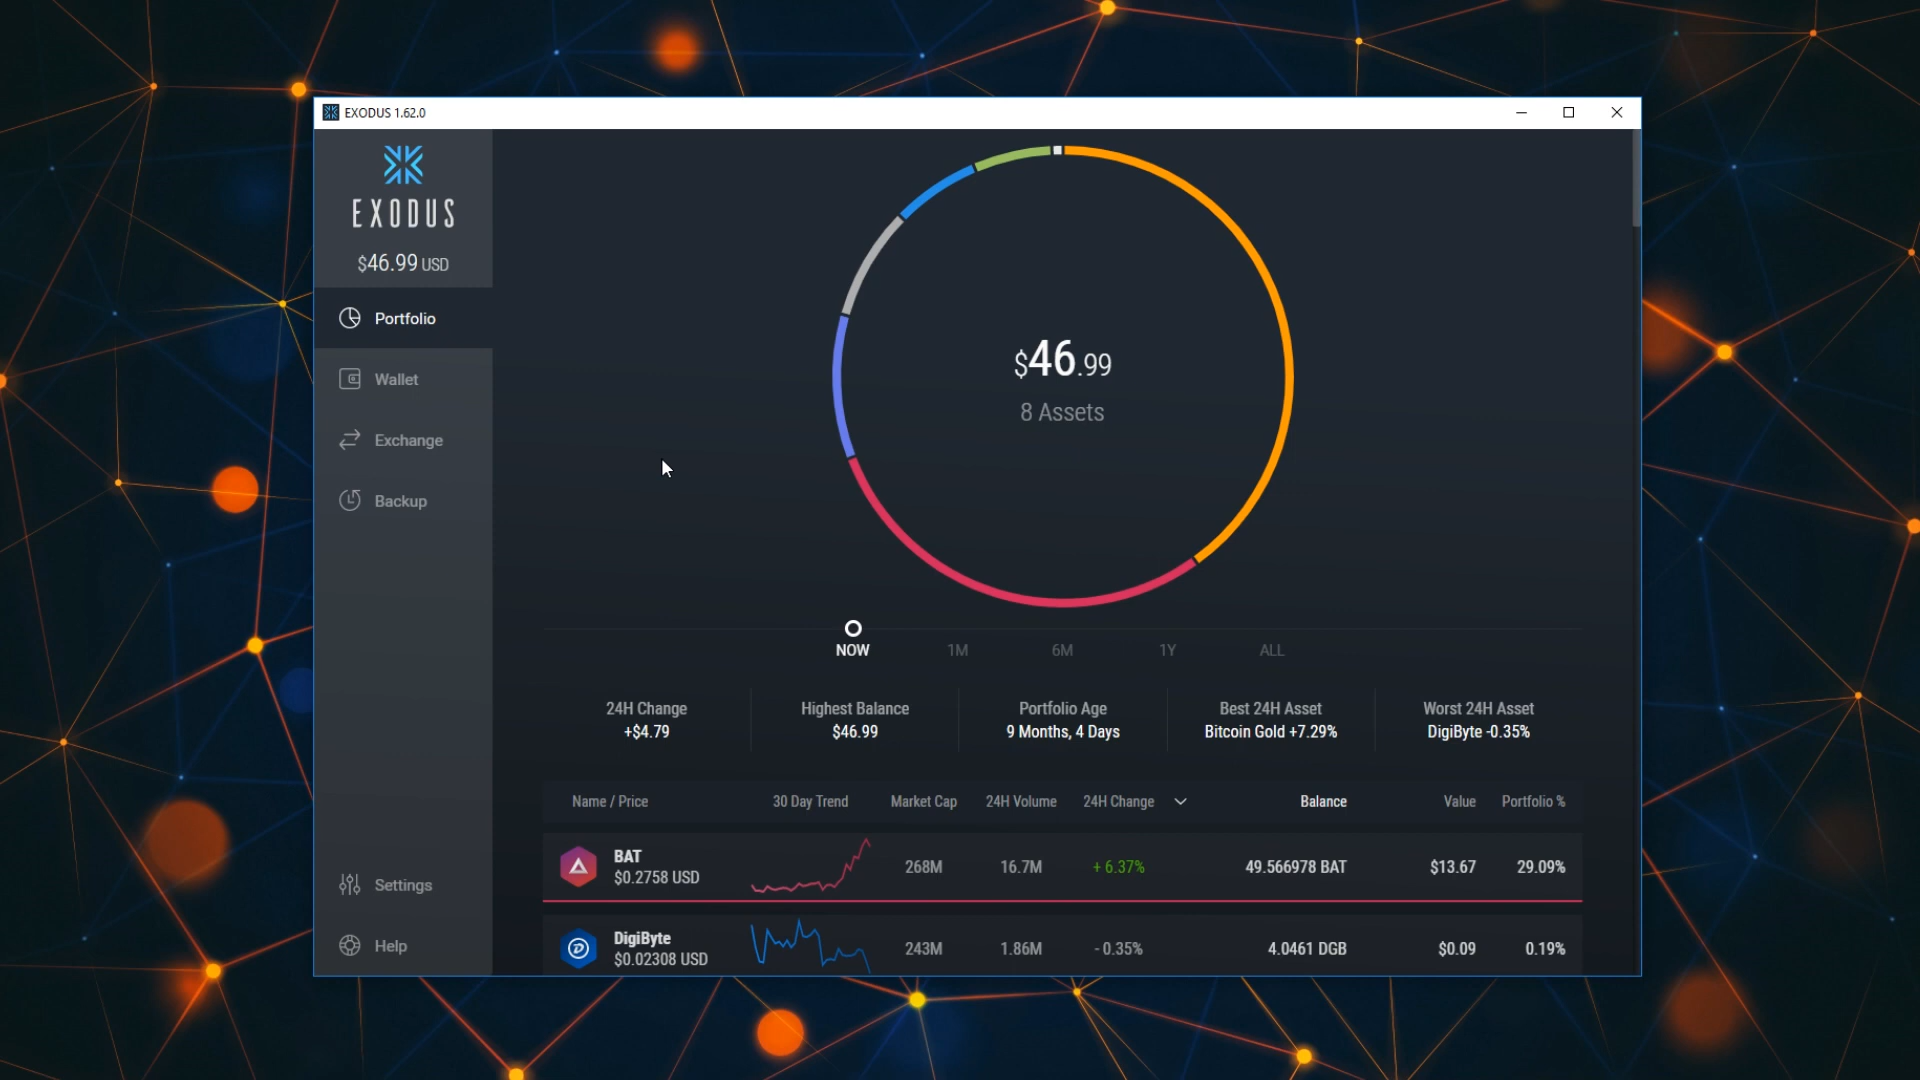 EXODUS 1.62.0
EXODUS
$46.99 USD
Portfolio
Wallet
Exchange
Backup
Settings
Help
$46.99
8 Assets
NOW 1M 6M 1Y ALL
24H Change Highest Balance Portfolio Age Best 24H Asset Worst 24H Asset
+$4.79 $46.99 9 Months, 4 Days Bitcoin Gold +7.29% DigiByte -0.35%
Name / Price 30 Day Trend Market Cap 24H Volume 24H Change Balance Value Portfolio %
BAT
$0.2758 USD 268M 16.7M + 6.37% 49.566978 BAT $13.67 29.09%
DigiByte
$0.02308 USD 243M 1.86M - 0.35% 4.0461 DGB $0.09 0.19%